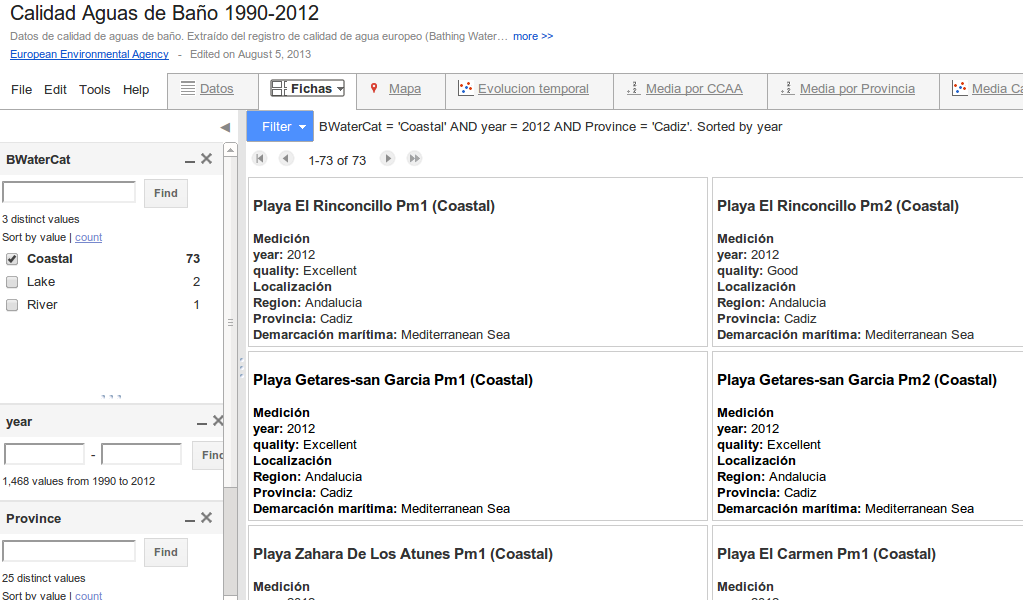 Calidad Aguas de Baño 1990-2012
Datos de calidad de aguas de baño. Extraído del registro de calidad de agua europeo (Bathing Water… more >>
European Environmental Agency - Edited on August 5, 2013
File Edit Tools Help Datos Fichas Mapa Evolucion temporal Media por CCAA Media por Provincia Media Ca
Filter BWaterCat = 'Coastal' AND year = 2012 AND Province = 'Cadiz'. Sorted by year
1-73 of 73
BWaterCat
Find
3 distinct values
Sort by value | count
Coastal 73
Lake 2
River 1
year
- Find
1,468 values from 1990 to 2012
Province
Find
25 distinct values
Sort by value | count
Playa El Rinconcillo Pm1 (Coastal)
Medición
year: 2012
quality: Excellent
Localización
Region: Andalucia
Provincia: Cadiz
Demarcación marítima: Mediterranean Sea
Playa El Rinconcillo Pm2 (Coastal)
Medición
year: 2012
quality: Good
Localización
Region: Andalucia
Provincia: Cadiz
Demarcación marítima: Mediterranean Sea
Playa Getares-san Garcia Pm1 (Coastal)
Medición
year: 2012
quality: Excellent
Localización
Region: Andalucia
Provincia: Cadiz
Demarcación marítima: Mediterranean Sea
Playa Getares-san Garcia Pm2 (Coastal)
Medición
year: 2012
quality: Excellent
Localización
Region: Andalucia
Provincia: Cadiz
Demarcación marítima: Mediterranean Sea
Playa Zahara De Los Atunes Pm1 (Coastal)
Medición
Playa El Carmen Pm1 (Coastal)
Medición